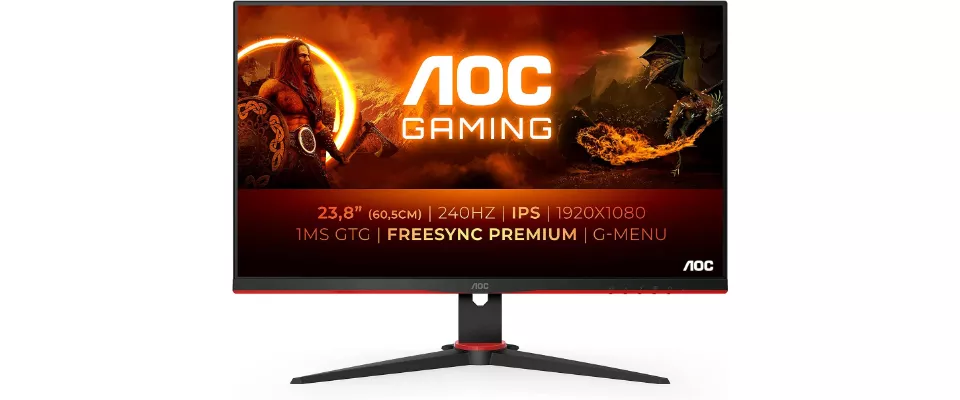 AOC
GAMING
23,8” (60,5CM) | 240HZ | IPS | 1920X1080
1MS GTG | FREESYNC PREMIUM | G-MENU
AOC
AOC